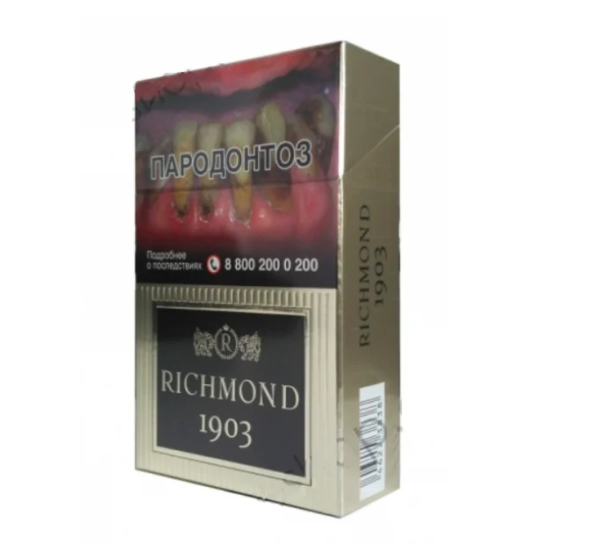 ПАРОДОНТОЗ
Подробнее
о последствиях
8 800 200 0 200
R
RICHMOND
1903
RICHMOND
1903